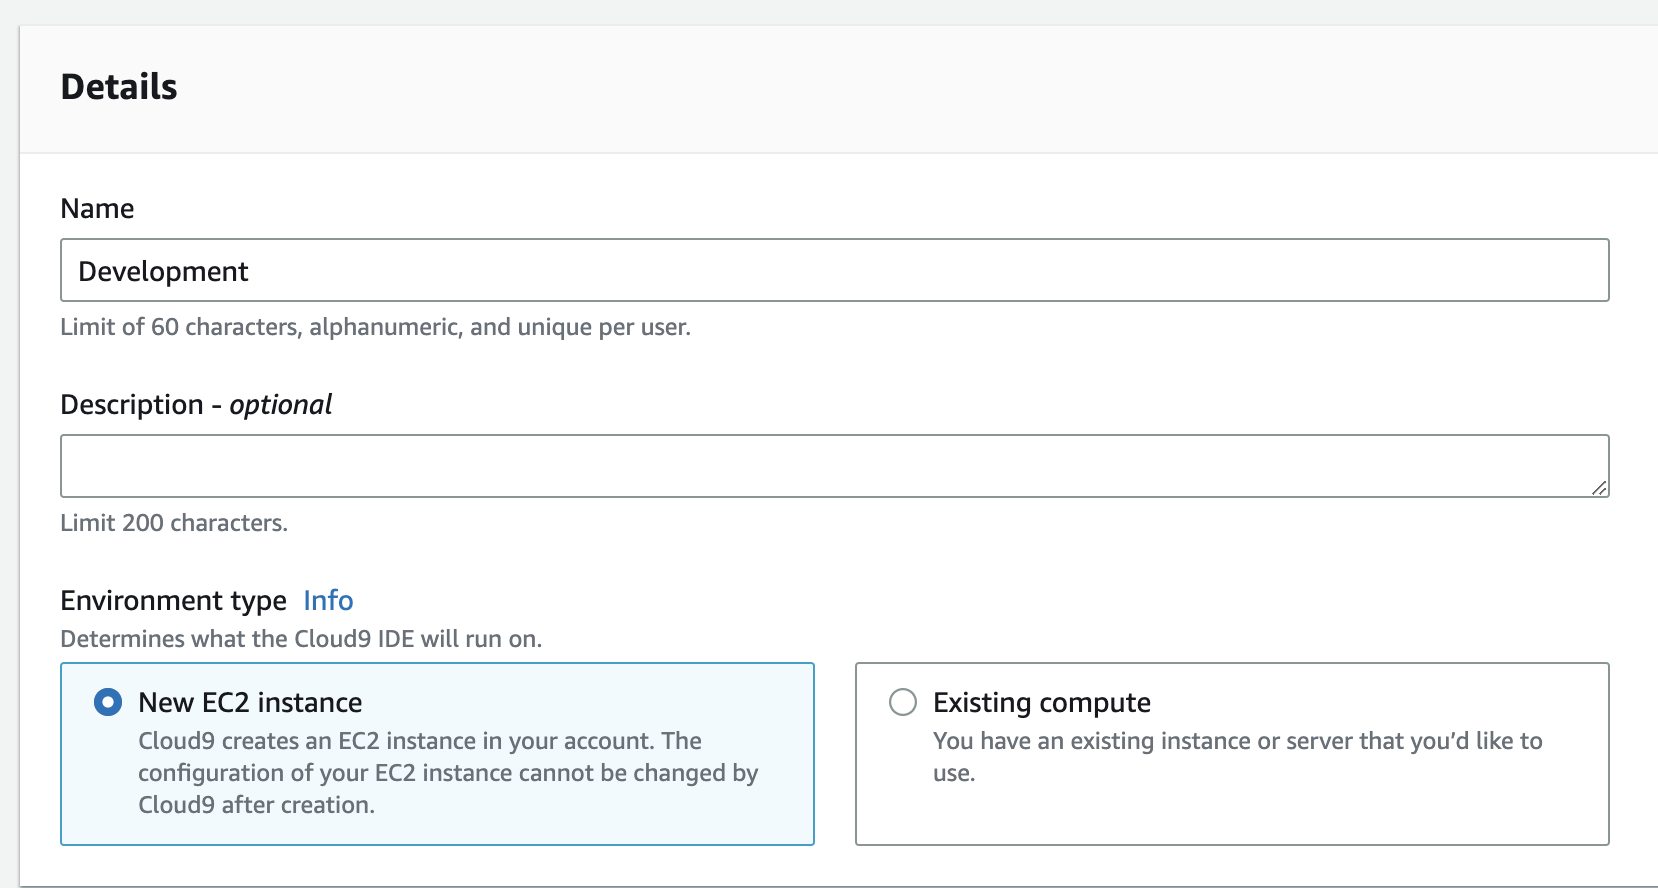 Details
Name
Development
Limit of 60 characters, alphanumeric, and unique per user.
Description - optional
Limit 200 characters.
Environment type Info
Determines what the Cloud9 IDE will run on.
New EC2 instance
Cloud9 creates an EC2 instance in your account. The
configuration of your EC2 instance cannot be changed by
Cloud9 after creation.
Existing compute
You have an existing instance or server that you’d like to
use.